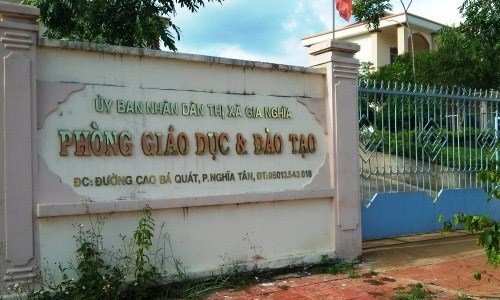 ỦY BAN NHÂN DÂN THỊ XÃ GIA NGHĨA
PHÒNG GIÁO DỤC & ĐÀO TẠO
ĐC: ĐƯỜNG CAO BÁ QUÁT, P.NGHĨA TÂN, ĐT:05013.543.018